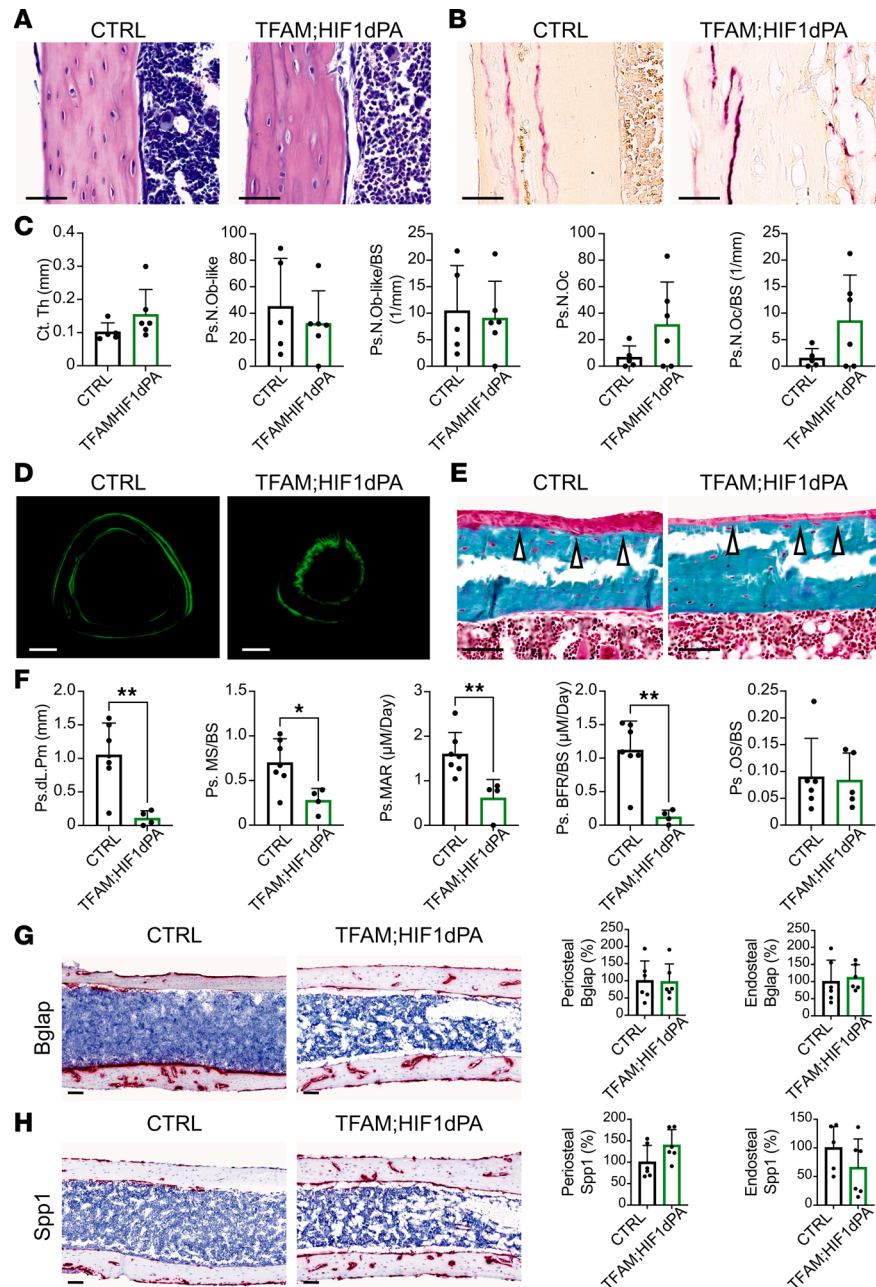 A
CTRL
TFAM;HIF1dPA
B
CTRL
TFAM;HIF1dPA
C
Ct. Th (mm)
0.4
0.3
0.2
0.1
0.0
CTRL
TFAMHIF1dPA
Ps.N.Ob-like
100
80
60
40
20
0
CTRL
TFAMHIF1dPA
Ps.N.Ob-like/BS
(1/mm)
25
20
15
10
5
0
CTRL
TFAMHIF1dPA
Ps.N.Oc
100
80
60
40
20
0
CTRL
TFAMHIF1dPA
Ps.N.Oc/BS (1/mm)
25
20
15
10
5
0
CTRL
TFAMHIF1dPA
D
CTRL
TFAM;HIF1dPA
E
CTRL
TFAM;HIF1dPA
F
Ps.dL.Pm (mm)
2.0
1.5
1.0
0.5
0.0
**
CTRL
TFAM;HIF1dPA
Ps. MS/BS
1.5
1.0
0.5
0.0
*
CTRL
TFAM;HIF1dPA
Ps.MAR (µM/Day)
3
2
1
0
**
CTRL
TFAM;HIF1dPA
Ps. BFR/BS (µM/Day)
2.0
1.5
1.0
0.5
0.0
**
CTRL
TFAM;HIF1dPA
Ps .OS/BS
0.25
0.20
0.15
0.10
0.05
0.00
CTRL
TFAM;HIF1dPA
G
CTRL
TFAM;HIF1dPA
Bglap
Periosteal
Bglap (%)
250
200
150
100
50
0
CTRL
TFAM;HIF1dPA
Endosteal
Bglap (%)
250
200
150
100
50
0
CTRL
TFAM;HIF1dPA
H
CTRL
TFAM;HIF1dPA
Spp1
Periosteal
Spp1 (%)
200
150
100
50
0
CTRL
TFAM;HIF1dPA
Endosteal
Spp1 (%)
150
100
50
0
CTRL
TFAM;HIF1dPA